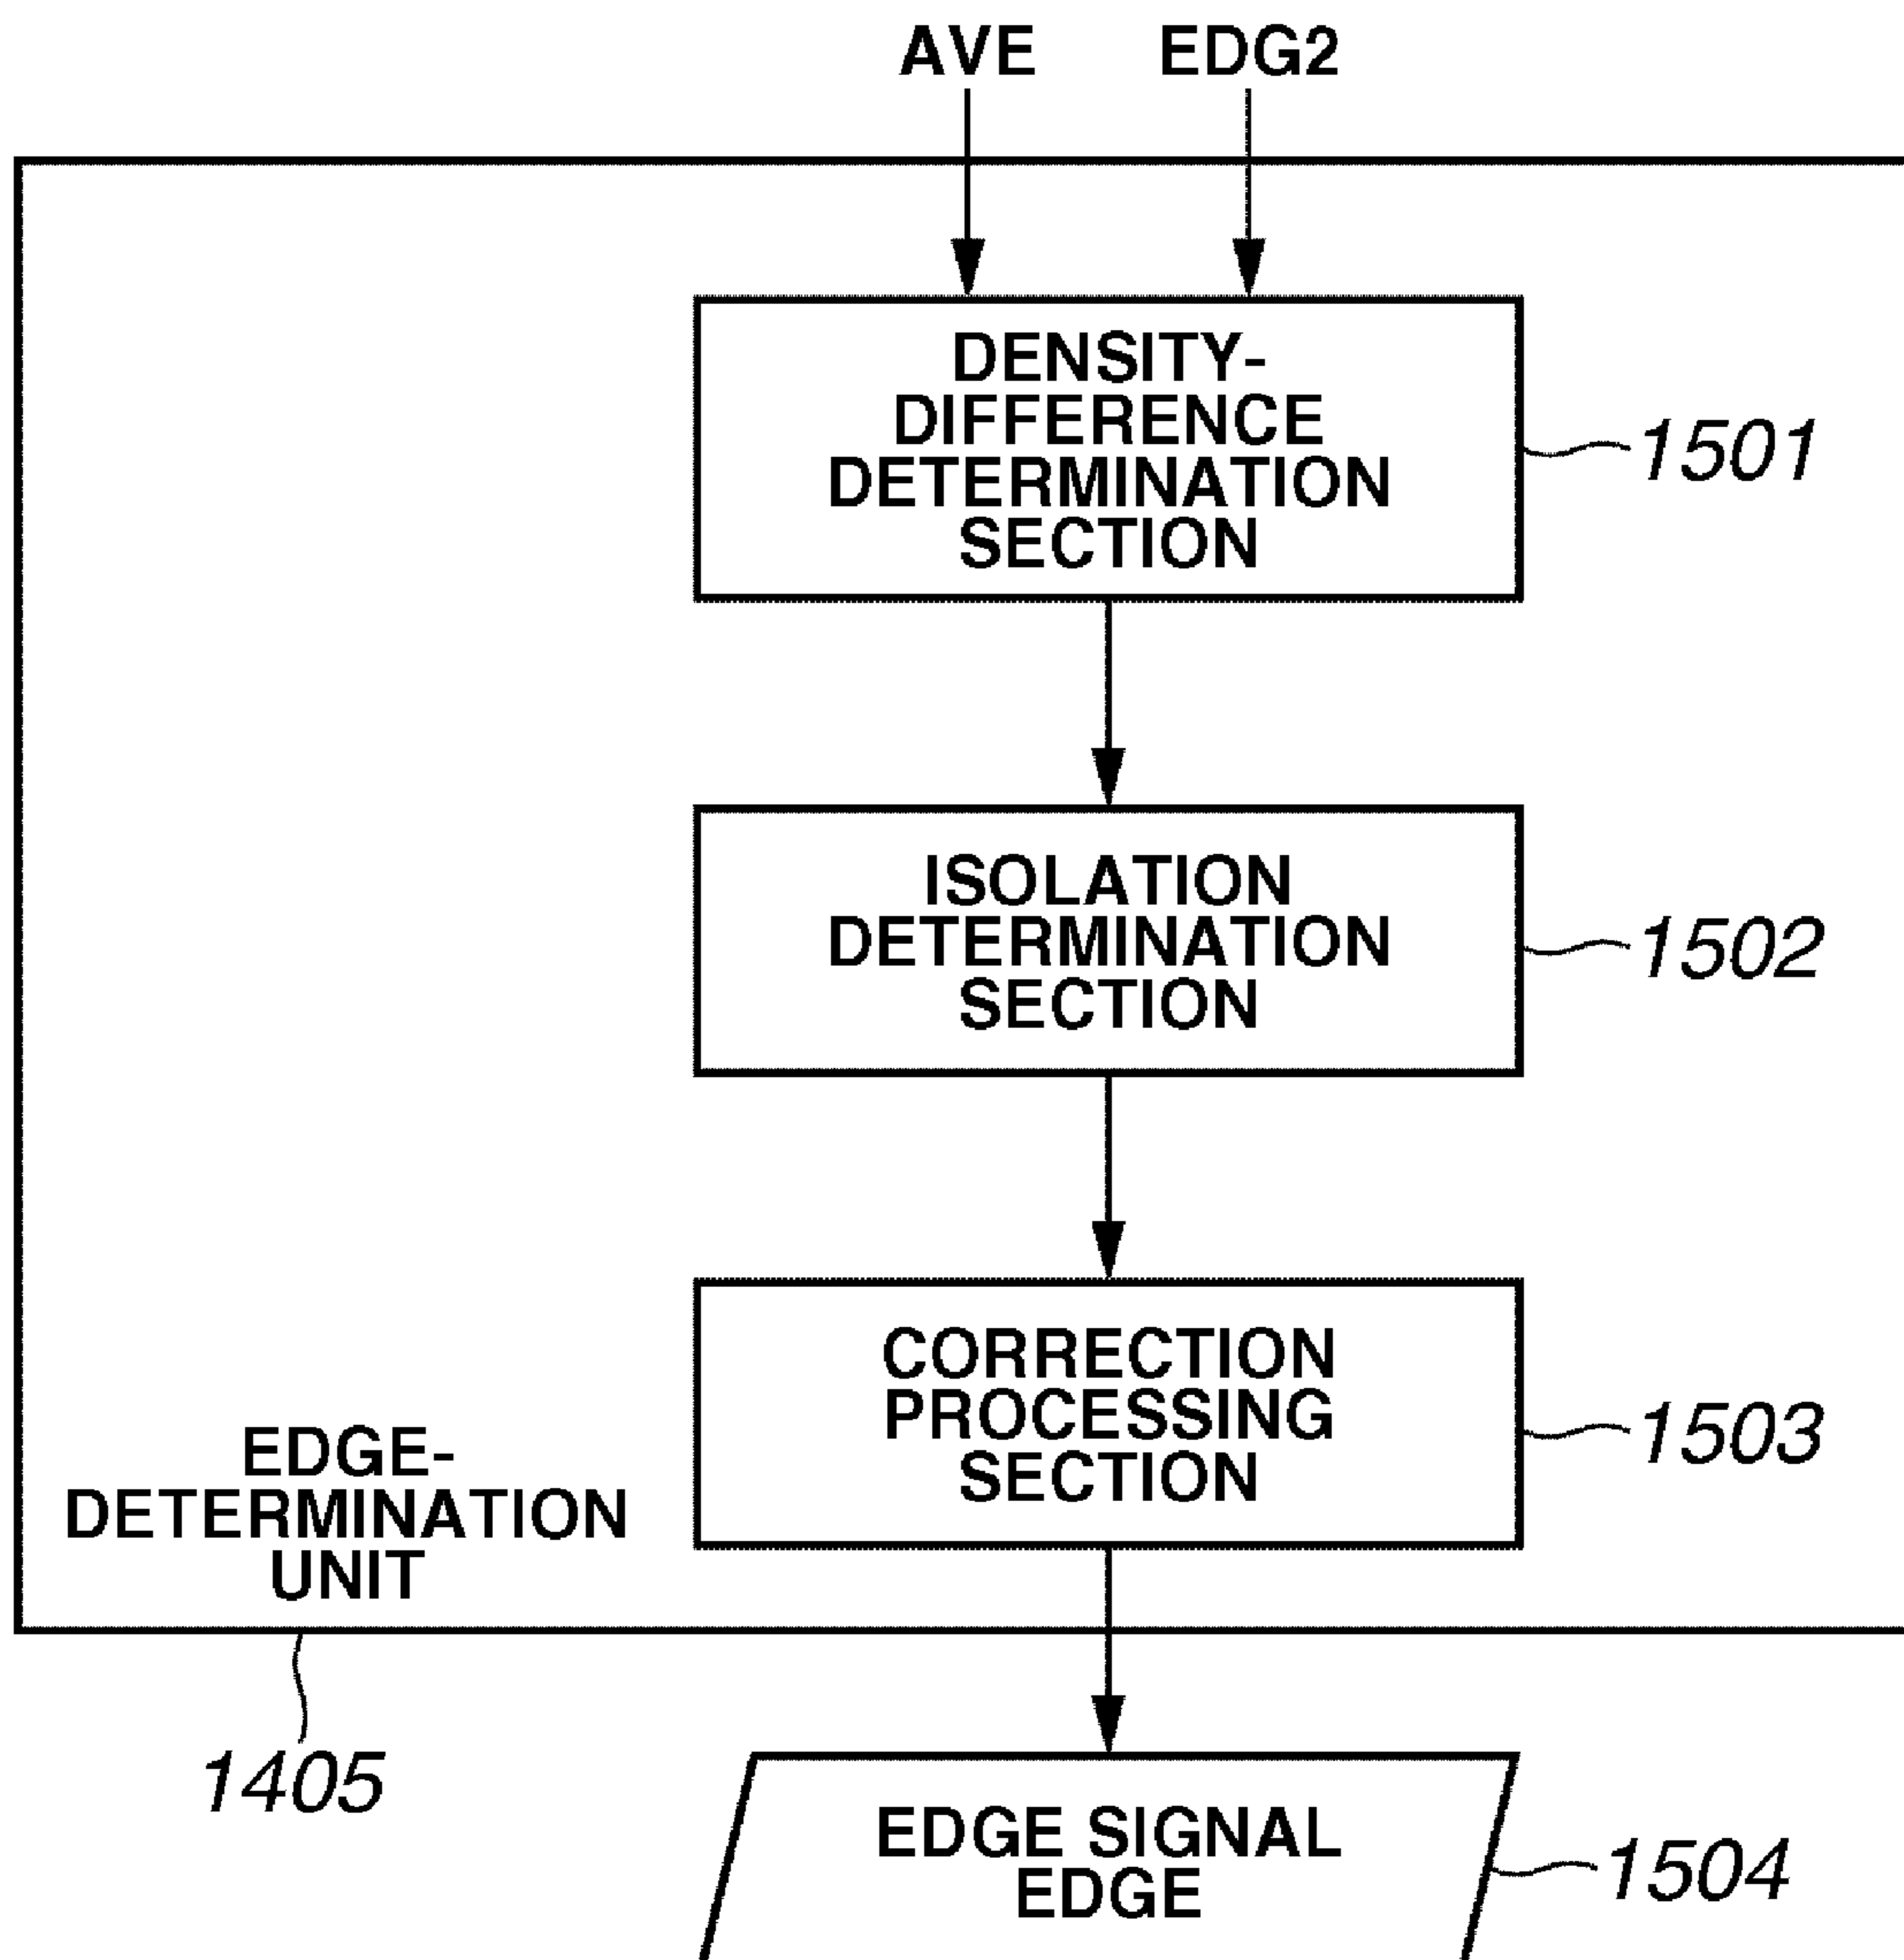 AVE EDG2
DENSITY-
DIFFERENCE
DETERMINATION
SECTION
1501
ISOLATION
DETERMINATION
SECTION
1502
CORRECTION
PROCESSING
SECTION
1503
EDGE-
DETERMINATION
UNIT
1405
EDGE SIGNAL
EDGE
1504